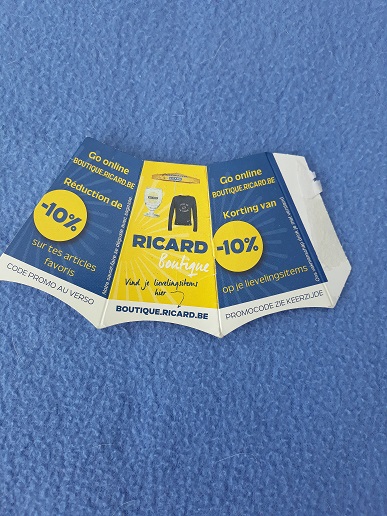 Go online
BOUTIQUE.RICARD.BE
Réduction de
-10%
sur tes articles
favoris
CODE PROMO AU VERSO
RICARD
Boutique
Vind je lievelingsitems
hier
BOUTIQUE.RICARD.BE
Go online
BOUTIQUE.RICARD.BE
Korting van
-10%
op je lievelingsitems
PROMOCODE ZIE KEERZIJDE